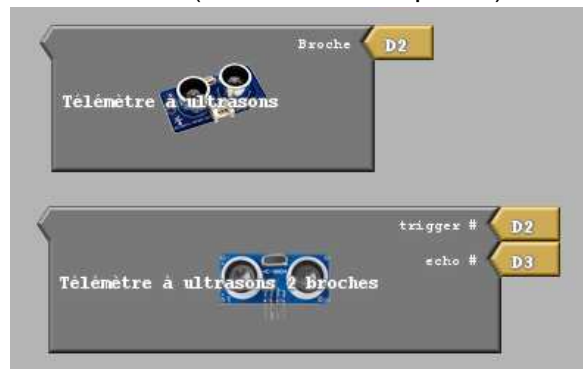 Broche D2
Télémètre à ultrasons
trigger # D2
echo # D3
Télémètre à ultrasons 2 broches